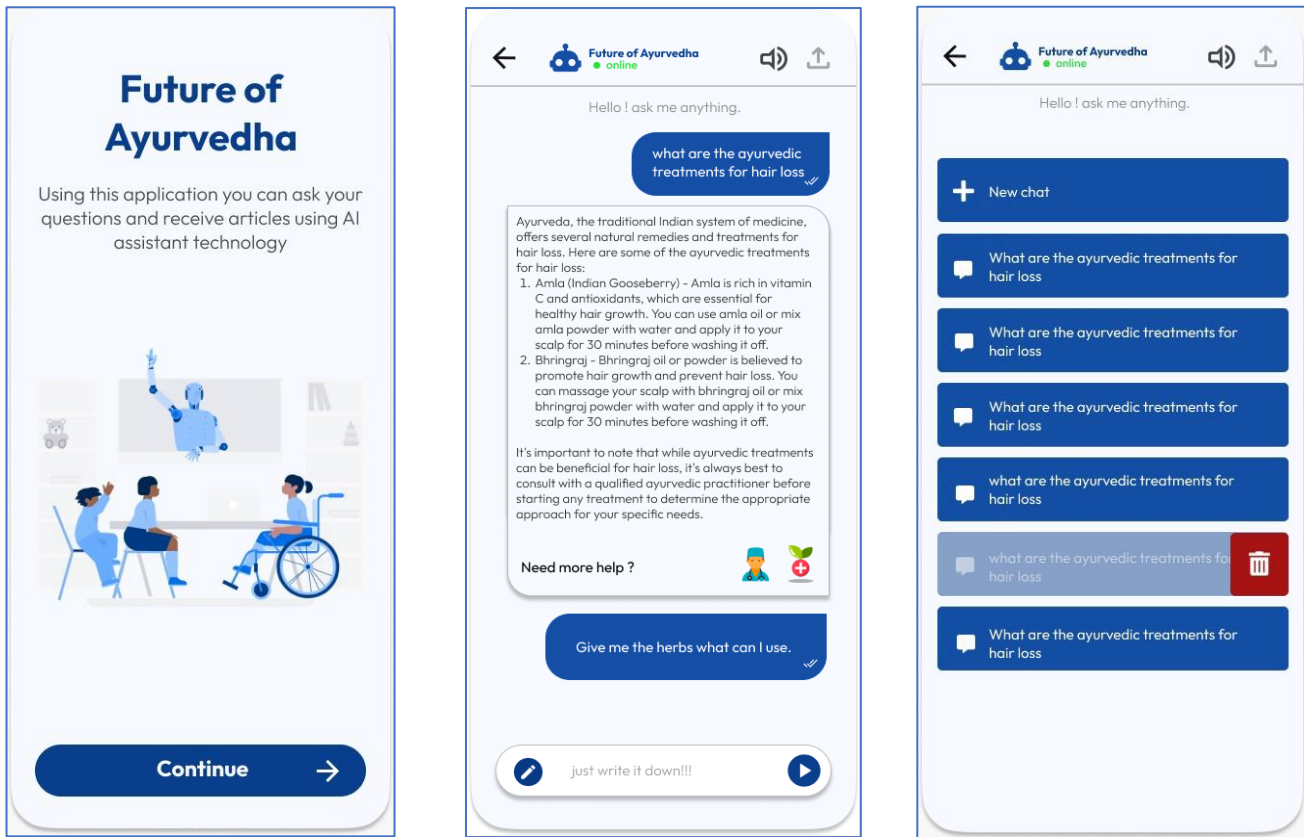 Future of
Ayurvedha
Using this application you can ask your
questions and receive articles using AI
assistant technology
Continue
Future of Ayurvedha
online
Hello ! ask me anything.
what are the ayurvedic
treatments for hair loss
Ayurveda, the traditional Indian system of medicine,
offers several natural remedies and treatments for
hair loss. Here are some of the ayurvedic treatments
for hair loss:
1. Amla (Indian Gooseberry) - Amla is rich in vitamin
C and antioxidants, which are essential for
healthy hair growth. You can use amla oil or mix
amla powder with water and apply it to your
scalp for 30 minutes before washing it off.
2. Bhringraj - Bhringraj oil or powder is believed to
promote hair growth and prevent hair loss. You
can massage your scalp with bhringraj oil or mix
bhringraj powder with water and apply it to your
scalp for 30 minutes before washing it off.
It's important to note that while ayurvedic treatments
can be beneficial for hair loss, it's always best to
consult with a qualified ayurvedic practitioner before
starting any treatment to determine the appropriate
approach for your specific needs.
Need more help ?
Give me the herbs what can I use.
just write it down!!!
Future of Ayurvedha
online
Hello ! ask me anything.
New chat
What are the ayurvedic treatments for
hair loss
What are the ayurvedic treatments for
hair loss
What are the ayurvedic treatments for
hair loss
what are the ayurvedic treatments for
hair loss
what are the ayurvedic treatments fo
hair loss
What are the ayurvedic treatments for
hair loss